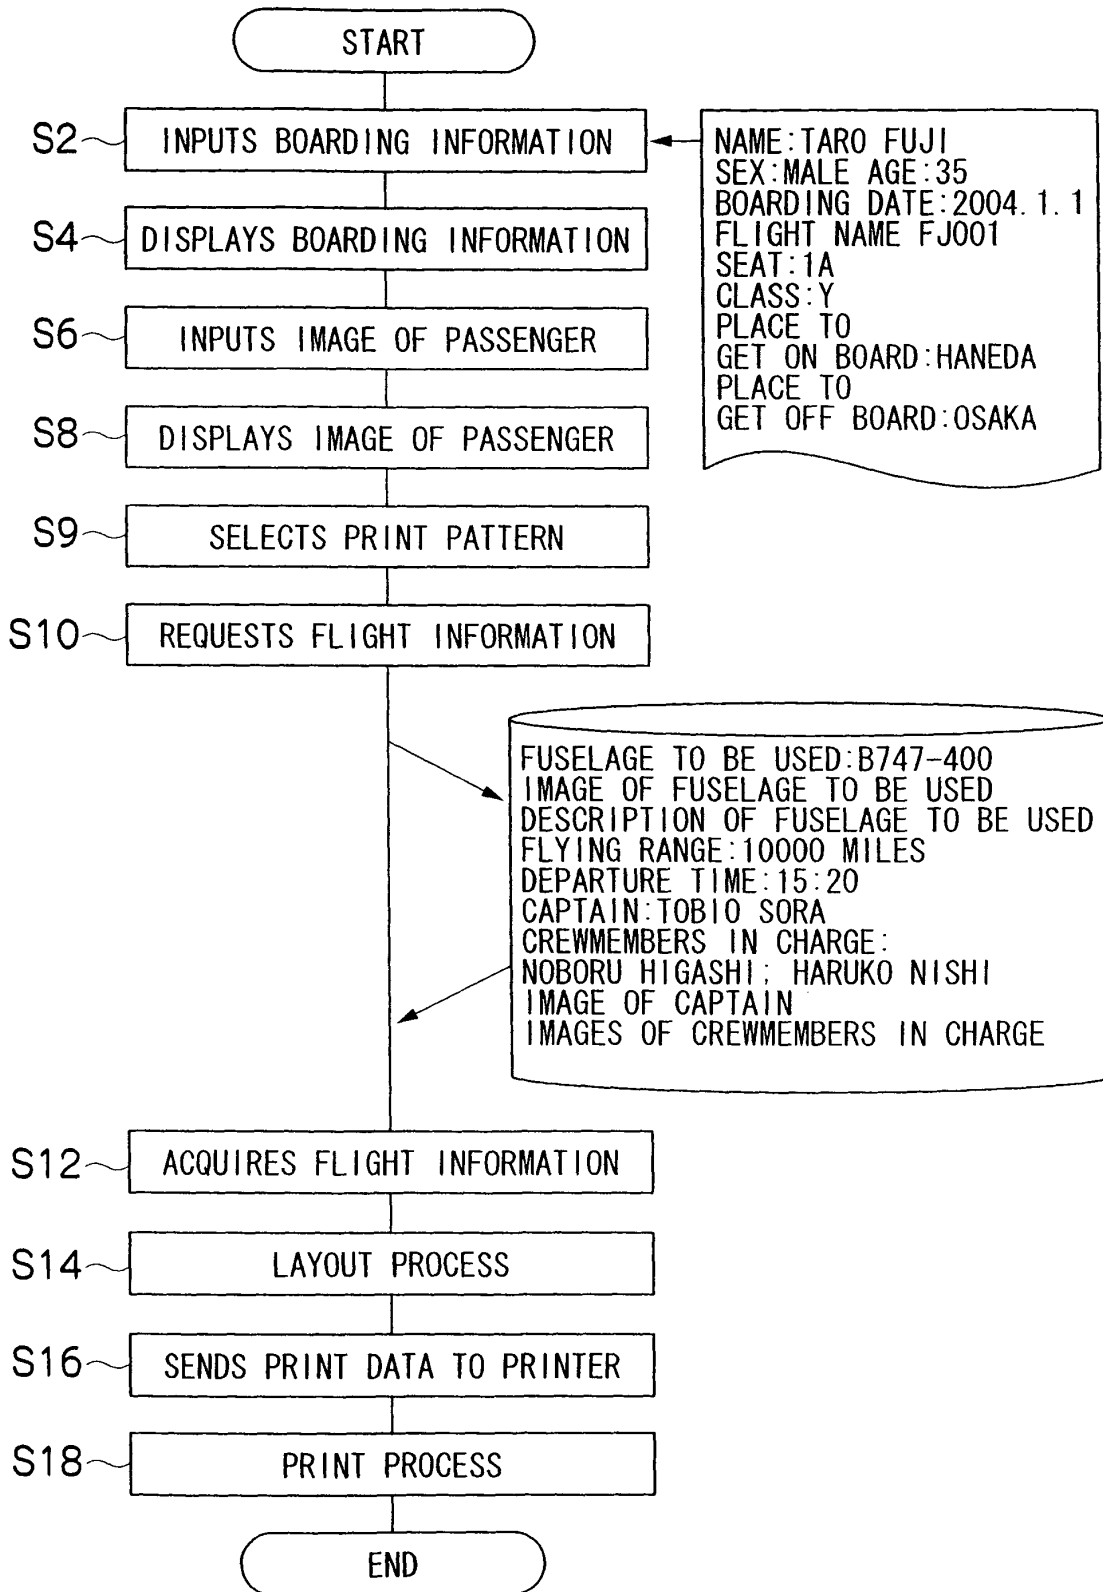 START
S2 INPUTS BOARDING INFORMATION
NAME:TARO FUJI
SEX:MALE AGE:35
BOARDING DATE:2004.1.1
FLIGHT NAME FJ001
SEAT:1A
CLASS:Y
PLACE TO
GET ON BOARD:HANEDA
PLACE TO
GET OFF BOARD:OSAKA
S4 DISPLAYS BOARDING INFORMATION
S6 INPUTS IMAGE OF PASSENGER
S8 DISPLAYS IMAGE OF PASSENGER
S9 SELECTS PRINT PATTERN
S10 REQUESTS FLIGHT INFORMATION
FUSELAGE TO BE USED:B747-400
IMAGE OF FUSELAGE TO BE USED
DESCRIPTION OF FUSELAGE TO BE USED
FLYING RANGE:10000 MILES
DEPARTURE TIME:15:20
CAPTAIN:TOBIO SORA
CREWMEMBERS IN CHARGE:
NOBORU HIGASHI; HARUKO NISHI
IMAGE OF CAPTAIN
IMAGES OF CREWMEMBERS IN CHARGE
S12 ACQUIRES FLIGHT INFORMATION
S14 LAYOUT PROCESS
S16 SENDS PRINT DATA TO PRINTER
S18 PRINT PROCESS
END